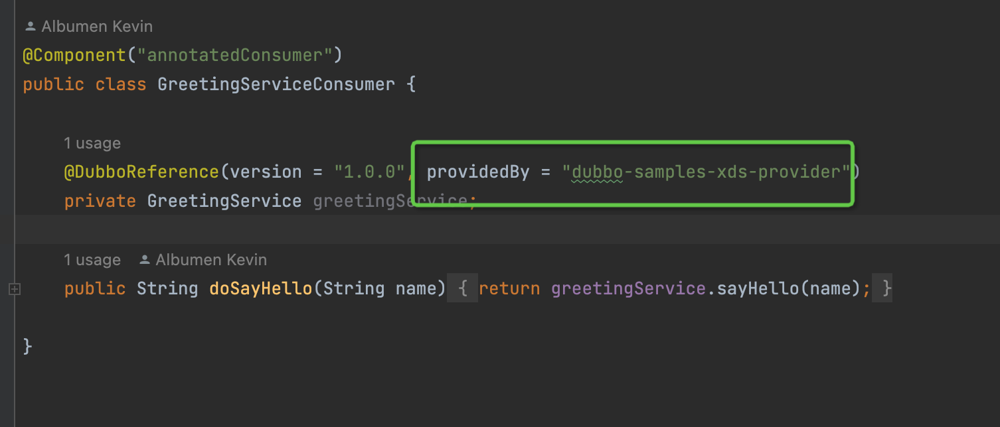 Albumen Kevin
@Component("annotatedConsumer")
public class GreetingServiceConsumer {
1 usage
@DubboReference(version = "1.0.0", providedBy = "dubbo-samples-xds-provider")
private GreetingService greetingService;
1 usage Albumen Kevin
public String doSayHello(String name) { return greetingService.sayHello(name); }
}